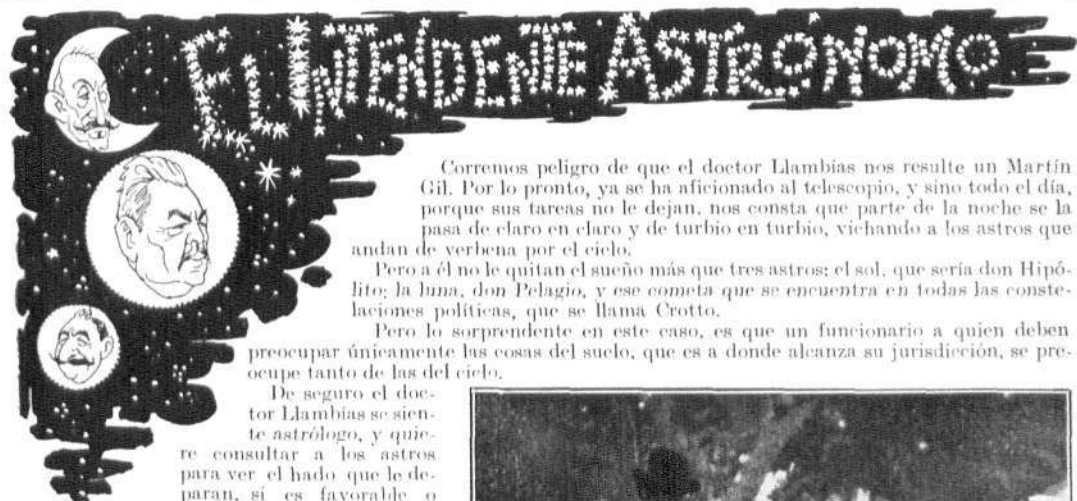 EL INTENDENTE ASTRÓNOMO
Corremos peligro de que el doctor Llambías nos resulte un Martín
Gil. Por lo pronto, ya se ha aficionado al telescopio, y sino todo el día,
porque sus tareas no le dejan, nos consta que parte de la noche se la
pasa de claro en claro y de turbio en turbio, vichando a los astros que
andan de verbena por el cielo.
Pero a él no le quitan el sueño más que tres astros: el sol, que sería don Hipó-
lito; la luna, don Pelagio, y ese cometa que se encuentra en todas las conste-
laciones políticas, que se llama Crotto.
Pero lo sorprendente en este caso, es que un funcionario a quien deben
preocupar únicamente las cosas del suelo, que es a donde alcanza su jurisdicción, se pre-
ocupe tanto de las del cielo.
De seguro el doc-
tor Llambías se sien-
te astrólogo, y quie-
re consultar a los astros
para ver el hado que le de-
paran, sí es favorable o